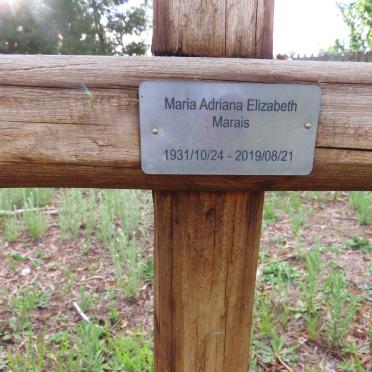 Maria Adriana Elizabeth
Marais
1931/10/24 - 2019/08/21